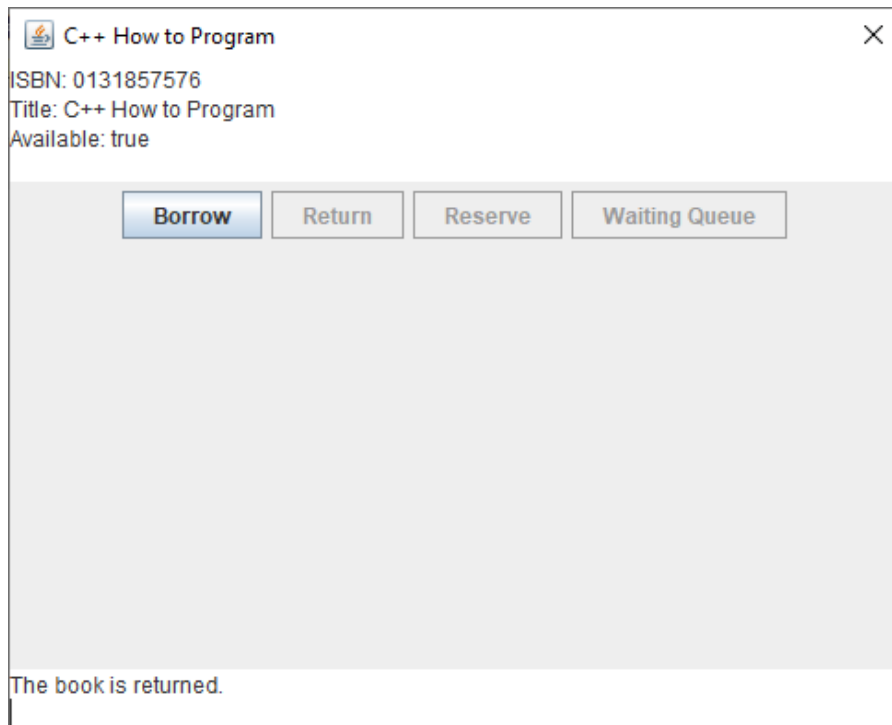 C++ How to Program
ISBN: 0131857576
Title: C++ How to Program
Available: true
Borrow Return Reserve Waiting Queue
The book is returned.